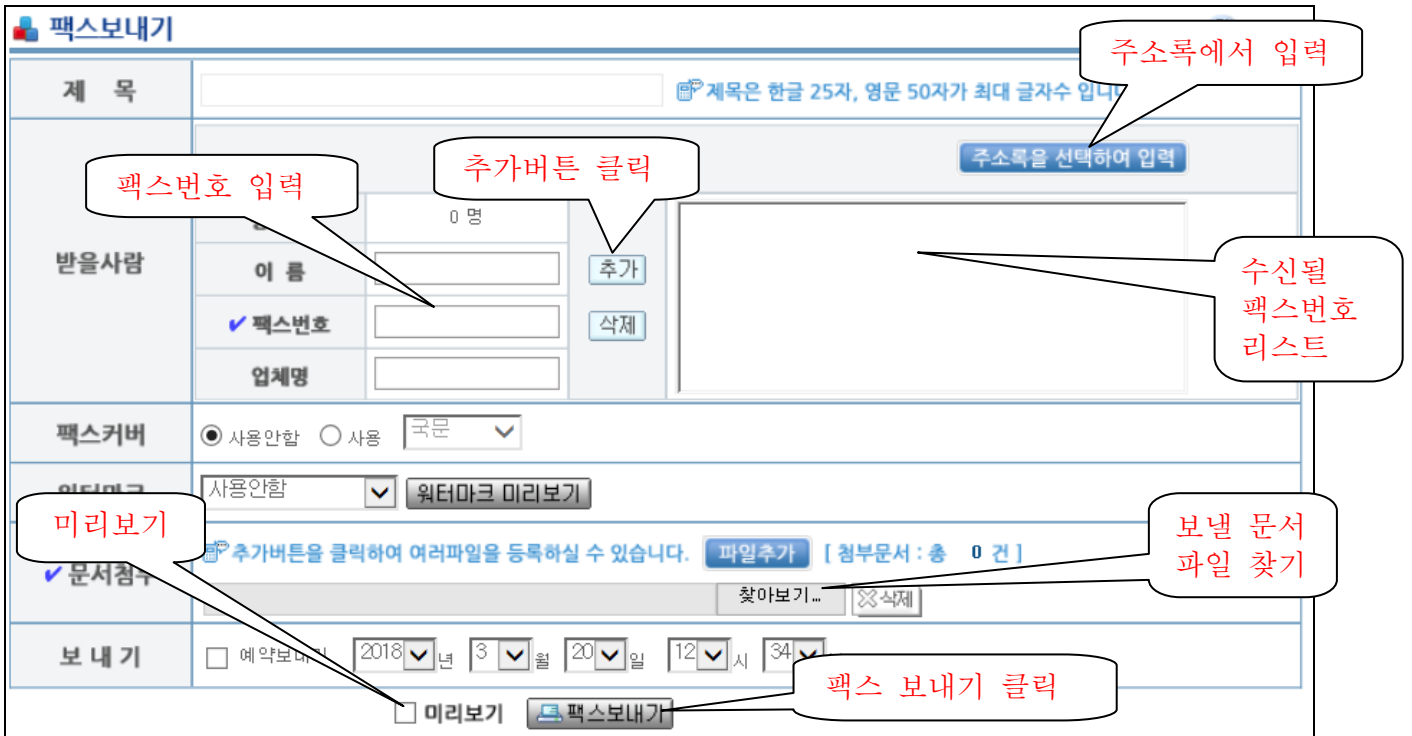 팩스보내기
주소록에서 입력
제 목
제목은 한글 25자, 영문 50자가 최대 글자수 입니
주소록을 선택하여 입력
추가버튼 클릭
팩스번호 입력
0 명
받을사람
이 름
추가
수신될
팩스번호
리스트
✔ 팩스번호
삭제
업체명
팩스커버
사용안함
사용
국문
사용안함
워터마크 미리보기
미리보기
보낼 문서
파일 찾기
추가버튼을 클릭하여 여러파일을 등록하실 수 있습니다.
파일추가
[ 첨부문서 : 총 0 건 ]
✔ 문서첨부
찾아보기...
삭제
보 내 기
예약보내기
2018 년 3 월 20 일 12 시 34
팩스 보내기 클릭
미리보기
팩스보내기